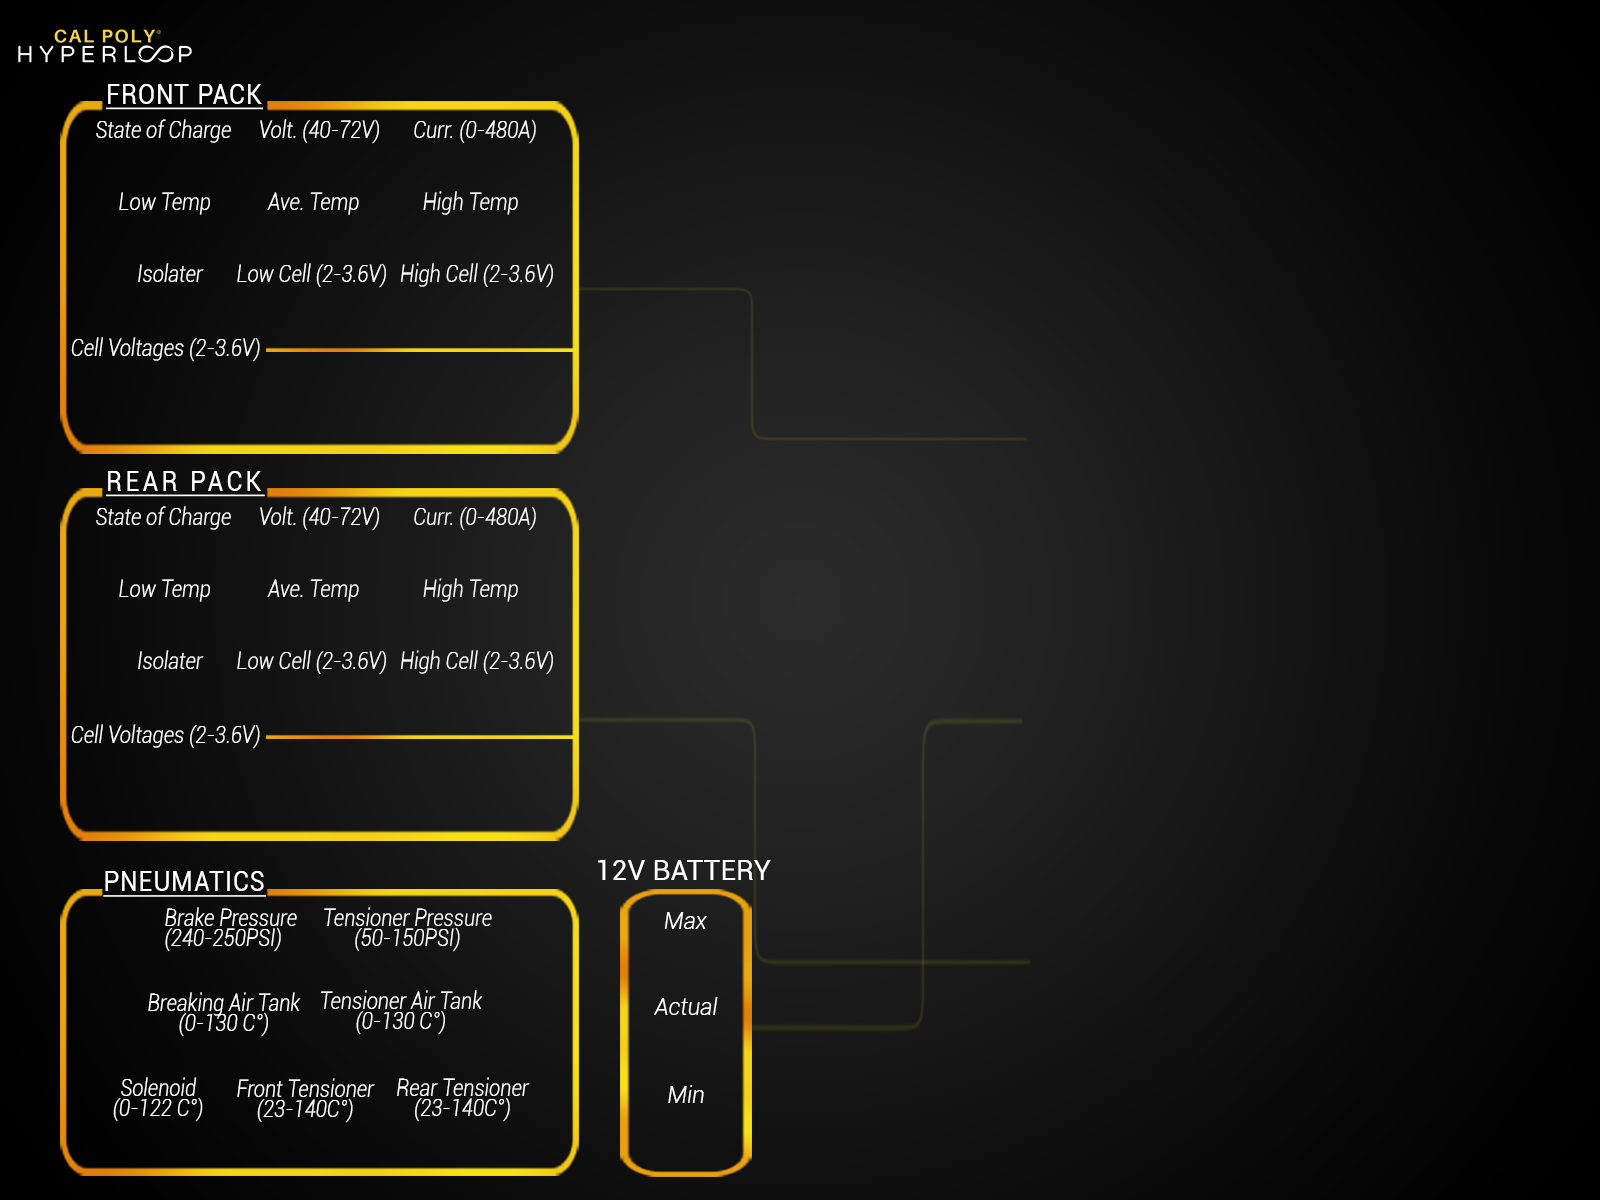 CAL POLY®
HYPERLOOP
FRONT PACK
State of Charge Volt. (40-72V) Curr. (0-480A)
Low Temp Ave. Temp High Temp
Isolater Low Cell (2-3.6V) High Cell (2-3.6V)
Cell Voltages (2-3.6V)
REAR PACK
State of Charge Volt. (40-72V) Curr. (0-480A)
Low Temp Ave. Temp High Temp
Isolater Low Cell (2-3.6V) High Cell (2-3.6V)
Cell Voltages (2-3.6V)
PNEUMATICS
Brake Pressure Tensioner Pressure
(240-250PSI) (50-150PSI)
Breaking Air Tank Tensioner Air Tank
(0-130 C°) (0-130 C°)
Solenoid Front Tensioner Rear Tensioner
(0-122 C°) (23-140C°) (23-140C°)
12V BATTERY
Max
Actual
Min